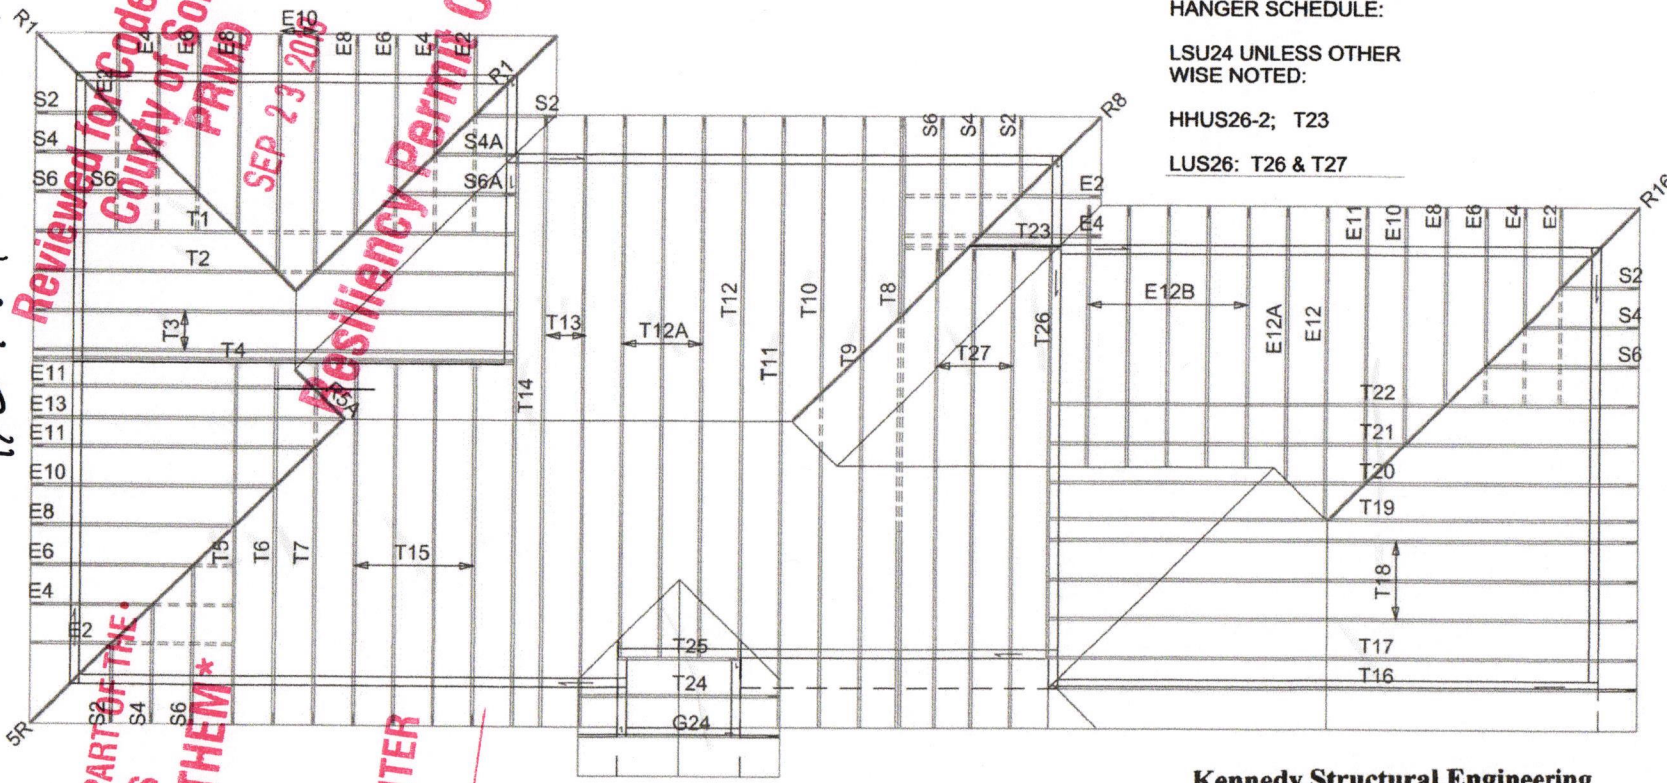 HANGER SCHEDULE:
LSU24 UNLESS OTHER
WISE NOTED:
HHUS26-2; T23
LUS26: T26 & T27
Reviewed for Code
County of
PRMD
SEP 23
Resiliency Permit
PART OF THE
THEM*
R1
E2
E4
E6
E8
E10
E8
E6
E4
E2
R1
S2
S4
S6
S6
S2
S4A
S6A
T1
T2
T3
T4
E11
E13
E11
E10
E8
E6
E4
E2
5R
S2
S4
S6
T5
T6
T7
T15
T14
T13
T12A
T12
T11
T10
T9
T8
S6
S4
S2
R8
E2
E4
T23
T27
T26
E12B
E12A
E12
E11
E10
E8
E6
E4
E2
R16
S2
S4
S6
T22
T21
T20
T19
T18
T17
T16
T25
T24
G24
Kennedy Structural Engineering